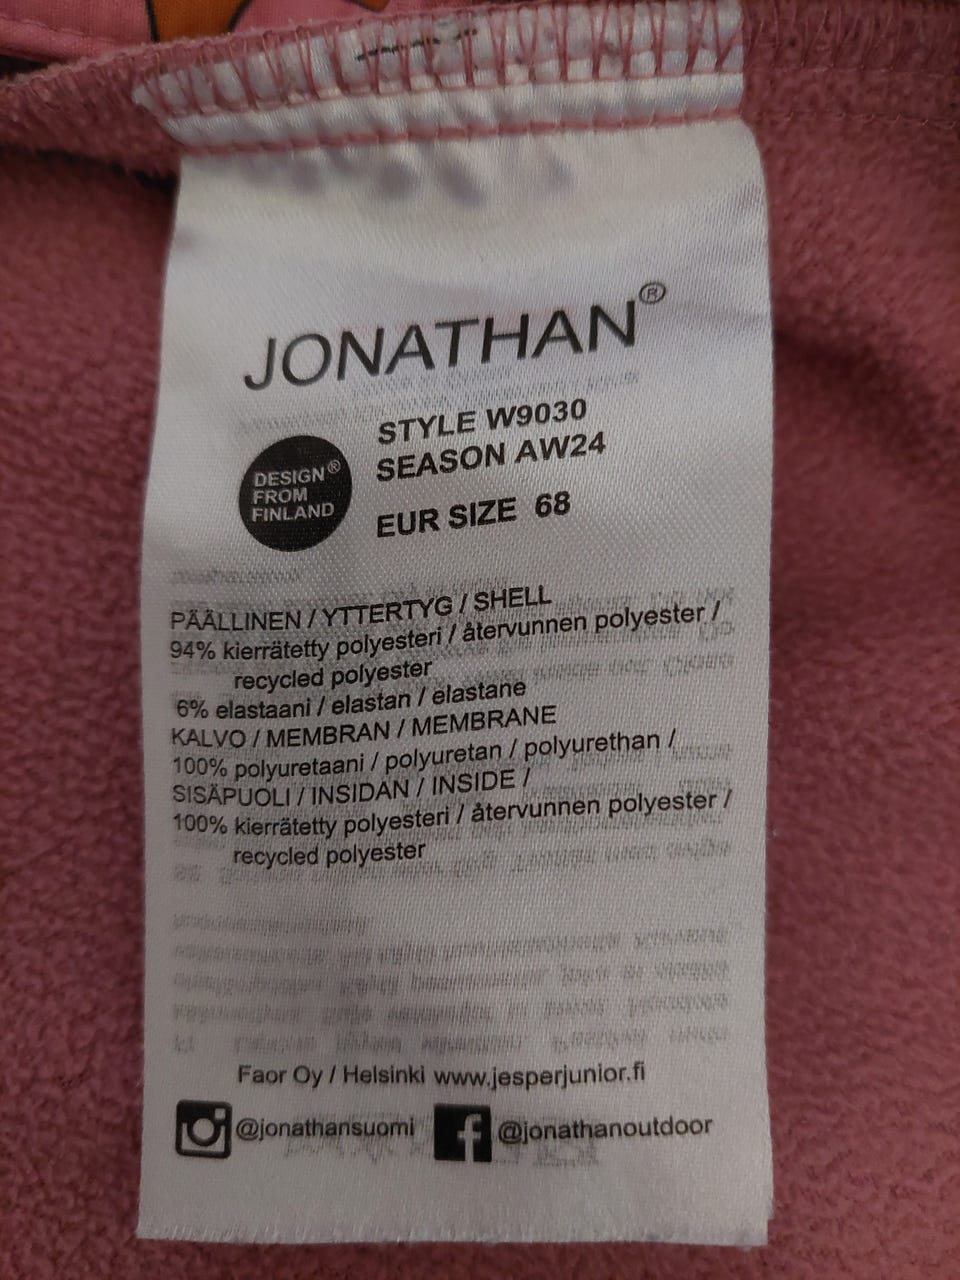 JONATHAN®
STYLE W9030
SEASON AW24
EUR SIZE 68
DESIGN®
FROM
FINLAND
PÄÄLLINEN / YTTERTYG / SHELL
94% kierrätetty polyesteri / återvunnen polyester /
recycled polyester
6% elastaani / elastan / elastane
KALVO / MEMBRAN / MEMBRANE
100% polyuretaani / polyuretan / polyurethan /
SISÄPUOLI / INSIDAN / INSIDE /
100% kierrätetty polyesteri / återvunnen polyester /
recycled polyester
Faor Oy / Helsinki www.jesperjunior.fi
@jonathansuomi @jonathanoutdoor